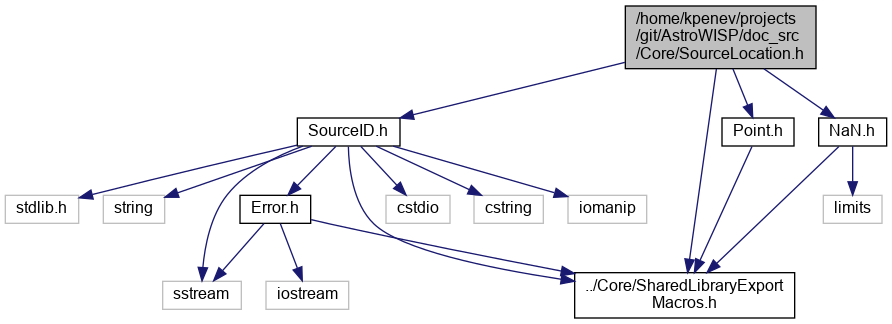 /home/kpenev/projects
/git/AstroWISP/doc_src
/Core/SourceLocation.h
SourceID.h
Point.h
NaN.h
stdlib.h
string
Error.h
cstdio
cstring
iomanip
limits
sstream
iostream
../Core/SharedLibraryExport
Macros.h